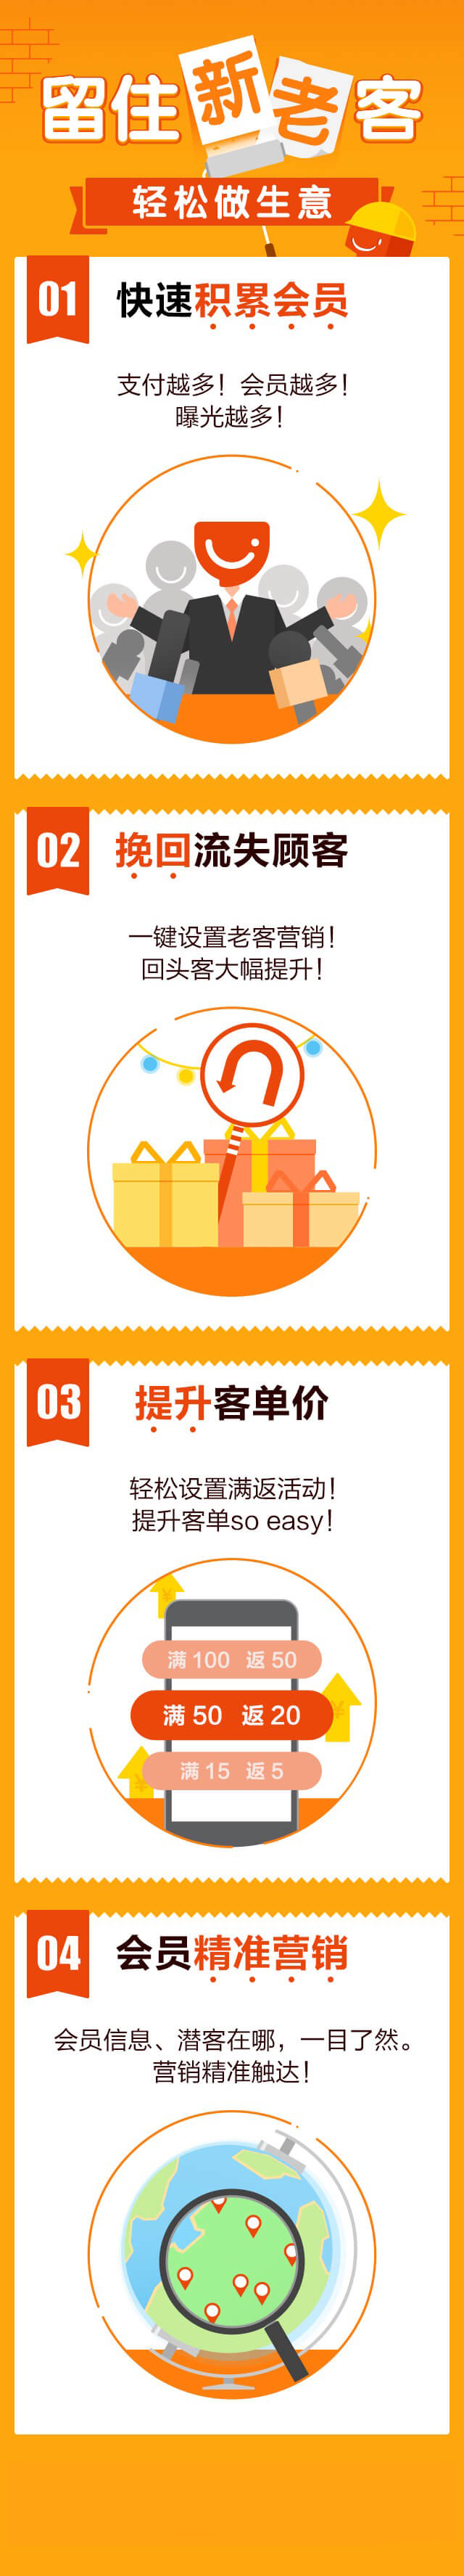 留住新老客
轻松做生意
01
快速积累会员
支付越多！会员越多！
曝光越多！
02
挽回流失顾客
一键设置老客营销！
回头客大幅提升！
03
提升客单价
轻松设置满返活动！
提升客单so easy！
满 100 返 50
满 50 返 20
满 15 返 5
04
会员精准营销
会员信息、潜客在哪，一目了然。
营销精准触达！